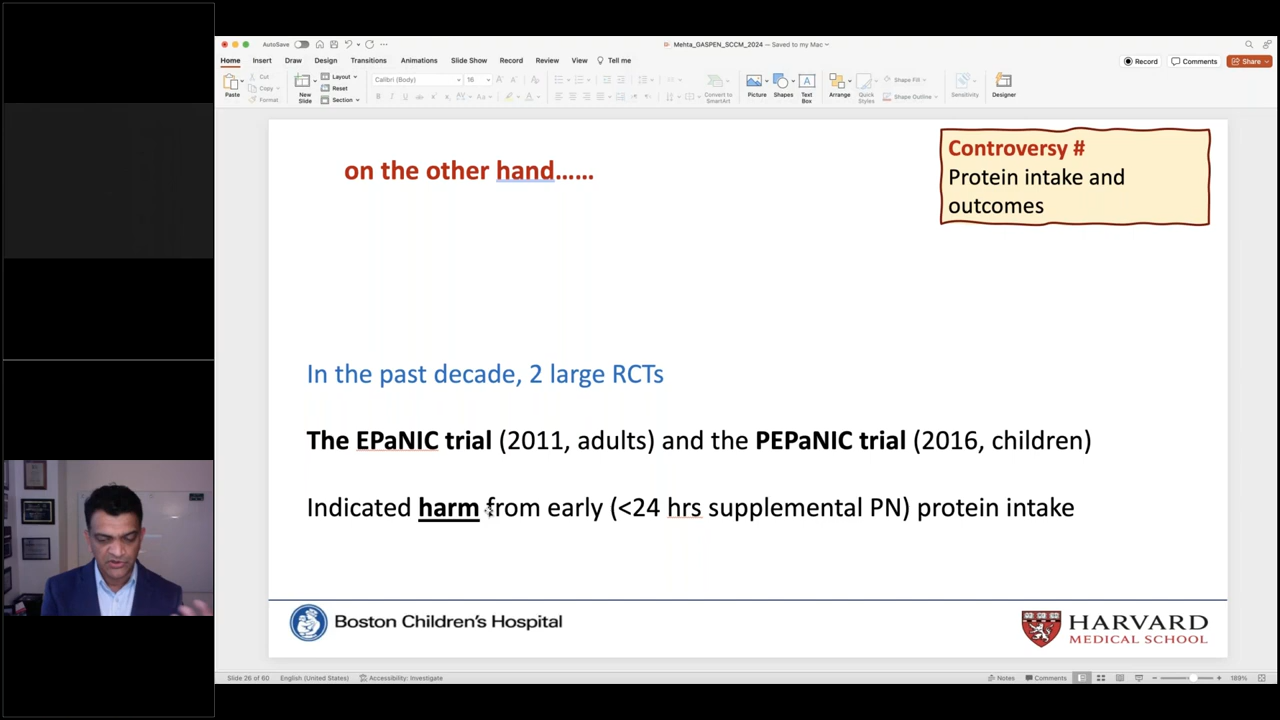 AutoSave
Mehta_GASPEN_SCCM_2024 — Saved to my Mac
Home Insert Draw Design Transitions Animations Slide Show Record Review View Tell me
Record Comments Share
Paste
Cut
Copy
Format
New Slide
Layout
Reset
Section
Calibri (Body) 16
Convert to SmartArt
Picture Shapes Text Box
Arrange Quick Styles
Shape Fill
Shape Outline
Sensitivity
Designer
on the other hand……
Controversy #
Protein intake and
outcomes
In the past decade, 2 large RCTs
The EPaNIC trial (2011, adults) and the PEPaNIC trial (2016, children)
Indicated harm from early (<24 hrs supplemental PN) protein intake
Boston Children's Hospital
HARVARD
MEDICAL SCHOOL
Slide 26 of 60 English (United States) Accessibility: Investigate
Notes Comments 189%